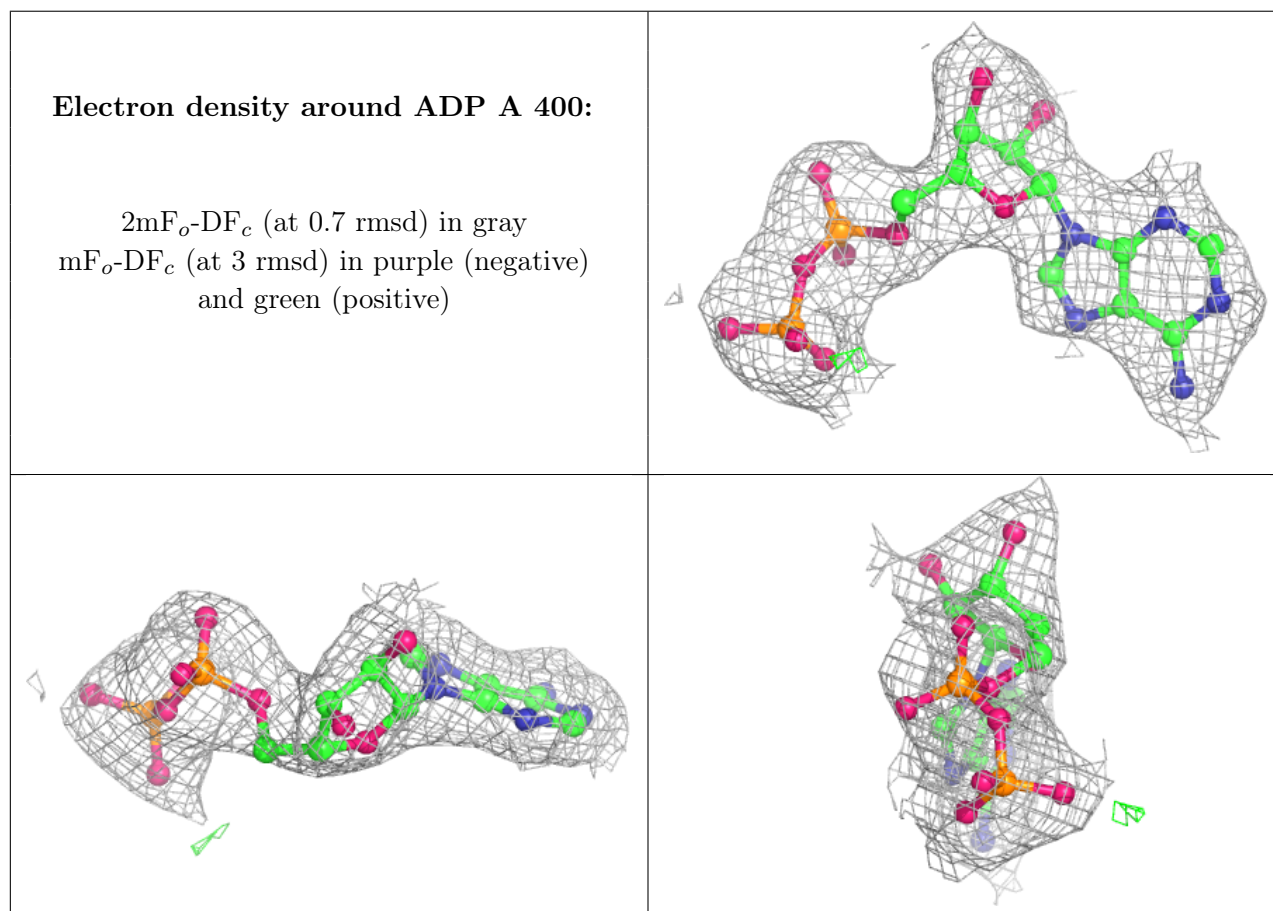 Electron density around ADP A 400:
2mFo-DFc (at 0.7 rmsd) in gray
mFo-DFc (at 3 rmsd) in purple (negative)
and green (positive)